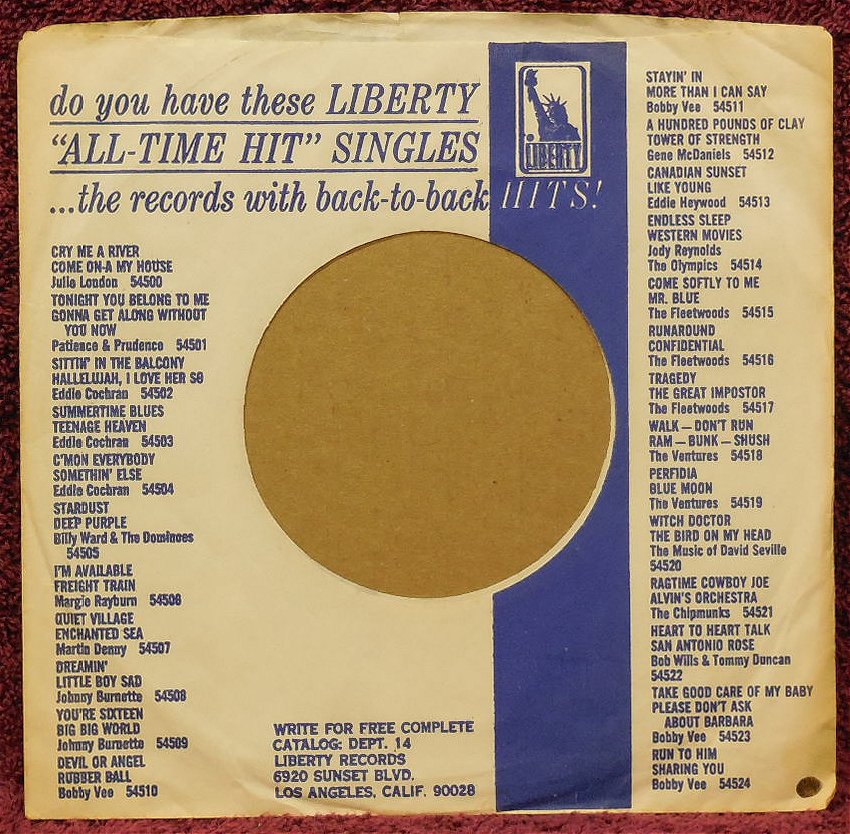 do you have these LIBERTY
“ALL-TIME HIT” SINGLES
...the records with back-to-back HITS!
LIBERTY
CRY ME A RIVER
COME ON-A MY HOUSE
Julie London 54500
TONIGHT YOU BELONG TO ME
GONNA GET ALONG WITHOUT
YOU NOW
Patience & Prudence 54501
SITTIN' IN THE BALCONY
HALLELUJAH, I LOVE HER SO
Eddie Cochran 54502
SUMMERTIME BLUES
TEENAGE HEAVEN
Eddie Cochran 54503
C'MON EVERYBODY
SOMETHIN' ELSE
Eddie Cochran 54504
STARDUST
DEEP PURPLE
Billy Ward & The Dominoes
54505
I'M AVAILABLE
FREIGHT TRAIN
Margie Rayburn 54506
QUIET VILLAGE
ENCHANTED SEA
Martin Denny 54507
DREAMIN'
LITTLE BOY SAD
Johnny Burnette 54508
YOU'RE SIXTEEN
BIG BIG WORLD
Johnny Burnette 54509
DEVIL OR ANGEL
RUBBER BALL
Bobby Vee 54510
WRITE FOR FREE COMPLETE
CATALOG: DEPT. 14
LIBERTY RECORDS
6920 SUNSET BLVD.
LOS ANGELES, CALIF. 90028
STAYIN' IN
MORE THAN I CAN SAY
Bobby Vee 54511
A HUNDRED POUNDS OF CLAY
TOWER OF STRENGTH
Gene McDaniels 54512
CANADIAN SUNSET
LIKE YOUNG
Eddie Heywood 54513
ENDLESS SLEEP
WESTERN MOVIES
Jody Reynolds
The Olympics 54514
COME SOFTLY TO ME
MR. BLUE
The Fleetwoods 54515
RUNAROUND
CONFIDENTIAL
The Fleetwoods 54516
TRAGEDY
THE GREAT IMPOSTOR
The Fleetwoods 54517
WALK — DON'T RUN
RAM — BUNK — SHUSH
The Ventures 54518
PERFIDIA
BLUE MOON
The Ventures 54519
WITCH DOCTOR
THE BIRD ON MY HEAD
The Music of David Seville
54520
RAGTIME COWBOY JOE
ALVIN'S ORCHESTRA
The Chipmunks 54521
HEART TO HEART TALK
SAN ANTONIO ROSE
Bob Wills & Tommy Duncan
54522
TAKE GOOD CARE OF MY BABY
PLEASE DON'T ASK
ABOUT BARBARA
Bobby Vee 54523
RUN TO HIM
SHARING YOU
Bobby Vee 54524